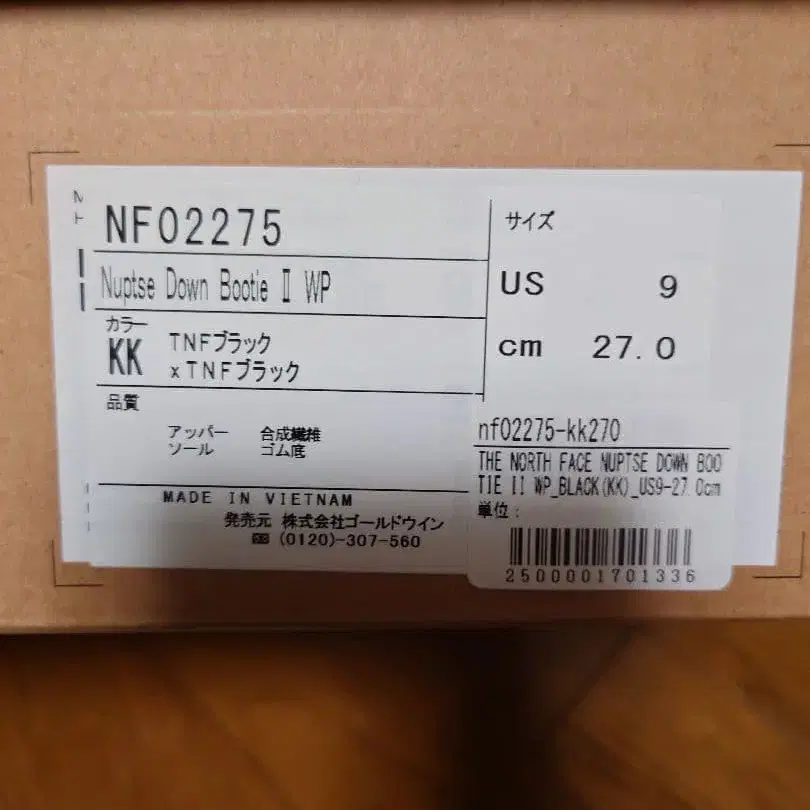 NF02275
Nuptse Down Bootie Ⅱ WP
カラー
KK TNFブラック
xTNFブラック
品質
アッパー 合成繊維
ソール ゴム底
MADE IN VIETNAM
発売元 株式会社ゴールドウイン
(0120)-307-560
サイズ
US 9
cm 27.0
nf02275-kk270
THE NORTH FACE NUPTSE DOWN BOO
TIE II WP_BLACK(KK)_US9-27.0cm
単位:
2500001701336